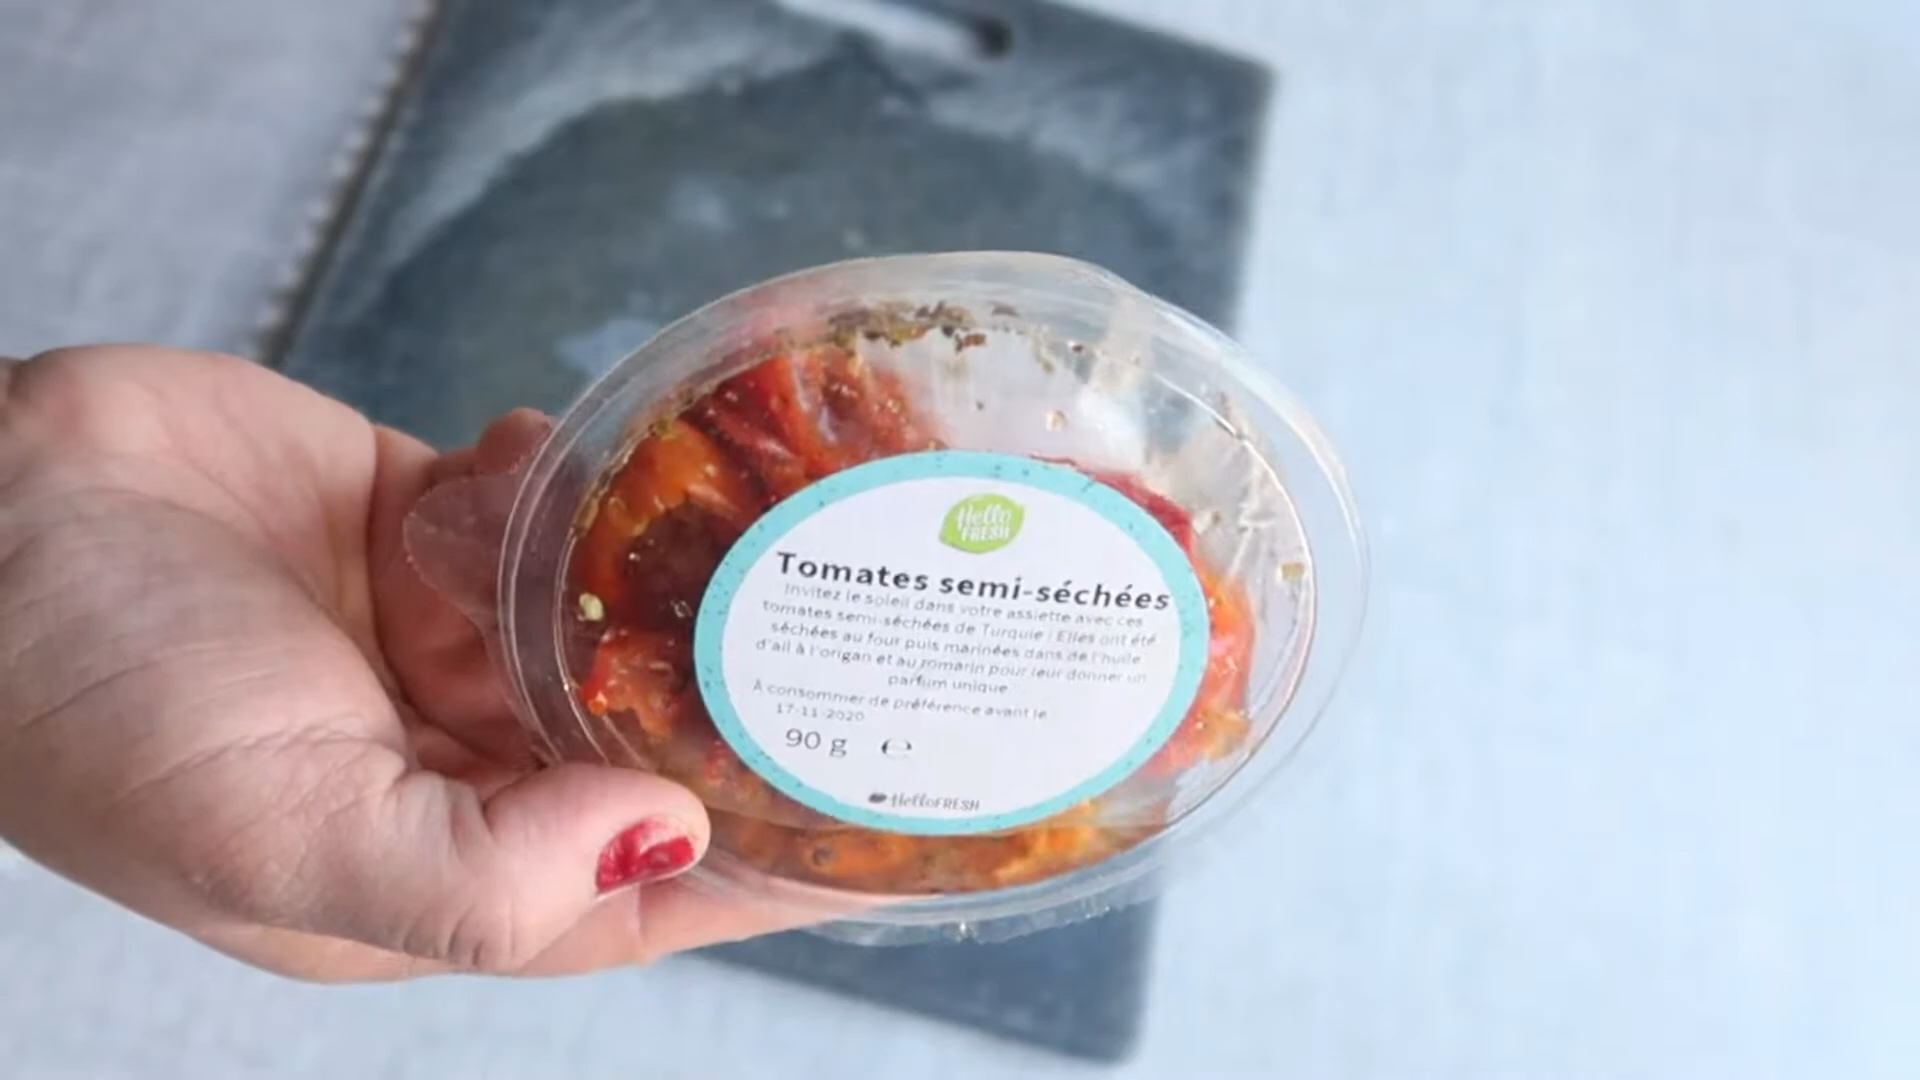 Hello
FRESH
Tomates semi-séchées
Invitez le soleil dans votre assiette avec ces
tomates semi-séchées de Turquie ! Elles ont été
séchées au four puis marinées dans de l'huile
d'ail à l'origan et au romarin pour leur donner un
parfum unique.
À consommer de préférence avant le
17-11-2020
90 g ℮
HelloFRESH